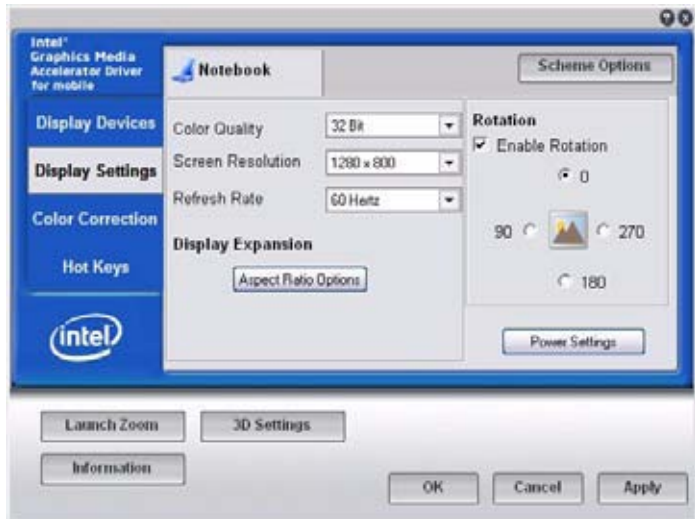 Intel®
Graphics Media
Accelerator Driver
for mobile
Notebook
Scheme Options
Display Devices
Display Settings
Color Correction
Hot Keys
intel
Color Quality
32 Bit
Screen Resolution
1280 x 800
Refresh Rate
60 Hertz
Display Expansion
Aspect Ratio Options
Rotation
Enable Rotation
0
90
270
180
Power Settings
Launch Zoom
3D Settings
Information
OK
Cancel
Apply